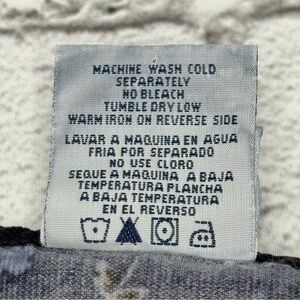 MACHINE WASH COLD
SEPARATELY
NO BLEACH
TUMBLE DRY LOW
WARM IRON ON REVERSE SIDE
LAVAR A MAQUINA EN AGUA
FRIA POR SEPARADO
NO USE CLORO
SEQUE A MAQUINA A BAJA
TEMPERATURA PLANCHA
A BAJA TEMPERATURA
EN EL REVERSO